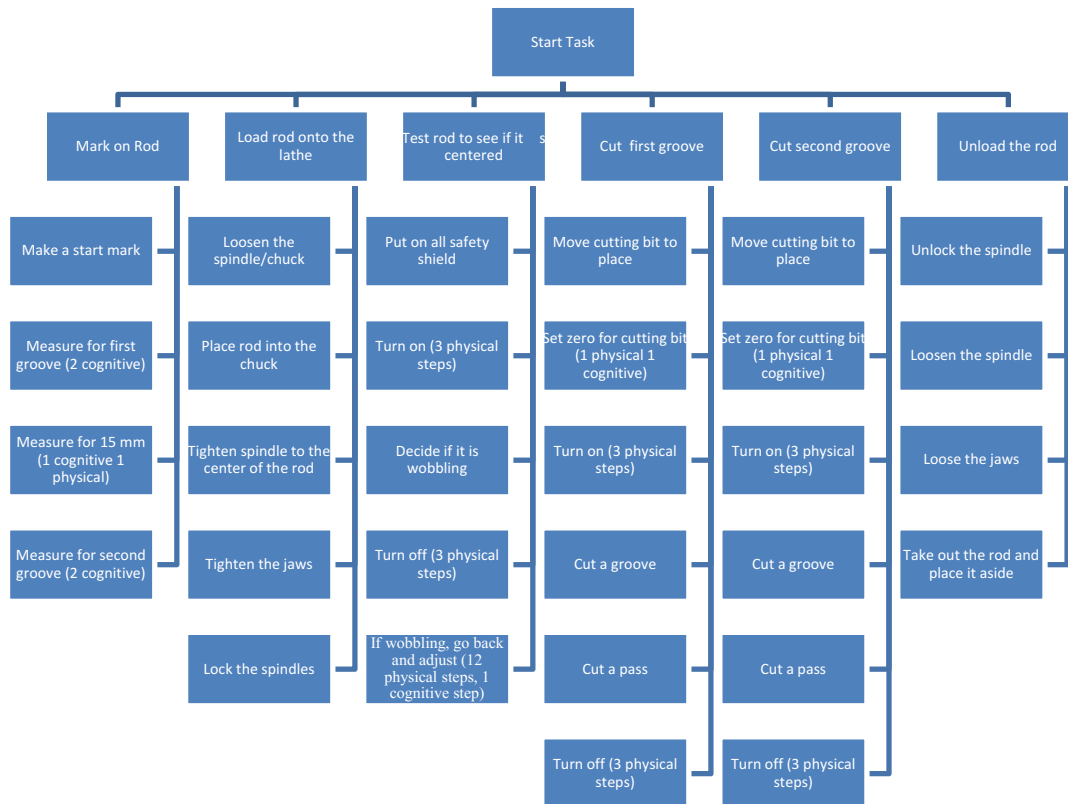 Start Task
Mark on Rod
Load rod onto the
lathe
Test rod to see if it s
centered
Cut first groove
Cut second groove
Unload the rod
Make a start mark
Loosen the
spindle/chuck
Put on all safety
shield
Move cutting bit to
place
Move cutting bit to
place
Unlock the spindle
Measure for first
groove (2 cognitive)
Place rod into the
chuck
Turn on (3 physical
steps)
Set zero for cutting bit
(1 physical 1
cognitive)
Set zero for cutting bit
(1 physical 1
cognitive)
Loosen the spindle
Measure for 15 mm
(1 cognitive 1
physical)
Tighten spindle to the
center of the rod
Decide if it is
wobbling
Turn on (3 physical
steps)
Turn on (3 physical
steps)
Loose the jaws
Measure for second
groove (2 cognitive)
Tighten the jaws
Turn off (3 physical
steps)
Cut a groove
Cut a groove
Take out the rod and
place it aside
Lock the spindles
If wobbling, go back
and adjust (12
physical steps, 1
cognitive step)
Cut a pass
Cut a pass
Turn off (3 physical
steps)
Turn off (3 physical
steps)